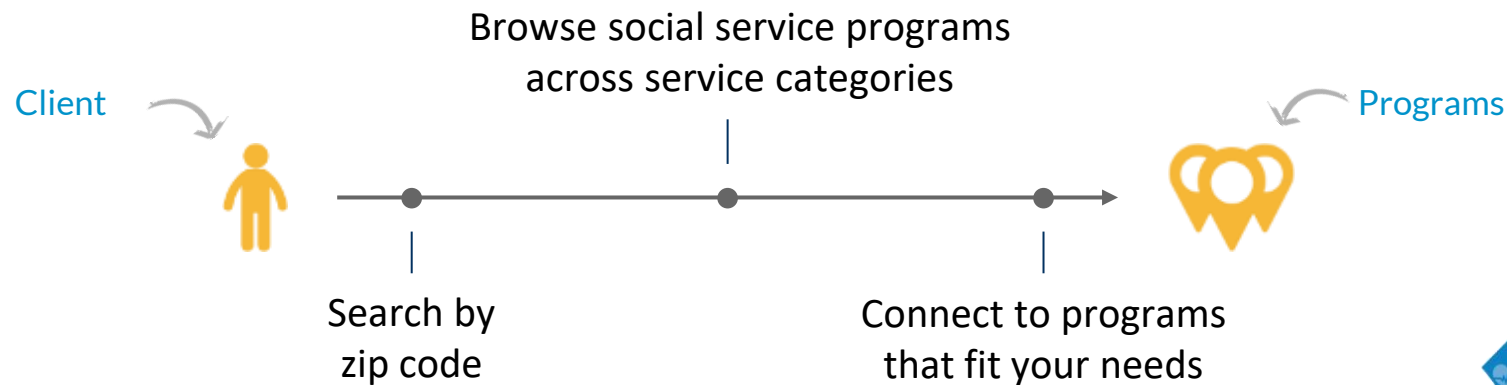 Browse social service programs
across service categories
Client
Programs
Search by
zip code
Connect to programs
that fit your needs